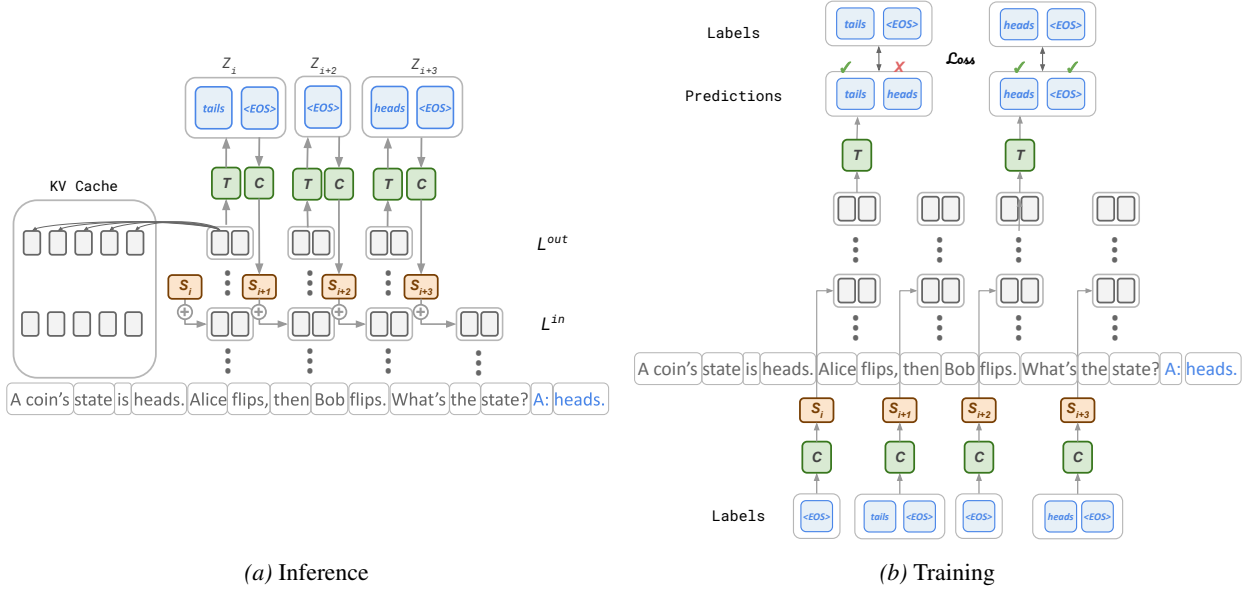 Z_i
Z_{i+2}
Z_{i+3}
tails
<EOS>
<EOS>
heads
<EOS>
T
C
T
C
T
C
KV Cache
L^{out}
S_i
S_{i+1}
S_{i+2}
S_{i+3}
L^{in}
A coin's state is heads. Alice flips, then Bob flips. What's the state? A: heads.
(a) Inference
Labels
tails
<EOS>
heads
<EOS>
Loss
Predictions
tails
heads
heads
<EOS>
T
T
A coin's state is heads. Alice flips, then Bob flips. What's the state? A: heads.
S_i
S_{i+1}
S_{i+2}
S_{i+3}
C
C
C
C
Labels
<EOS>
tails
<EOS>
<EOS>
heads
<EOS>
(b) Training